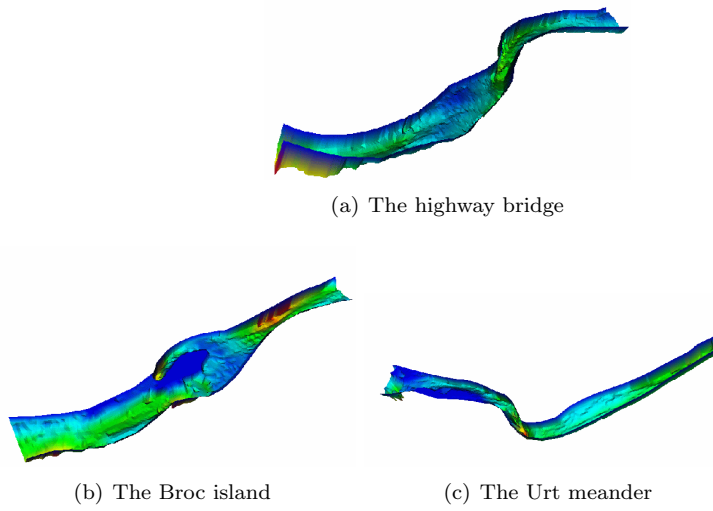 (a) The highway bridge
(b) The Broc island
(c) The Urt meander